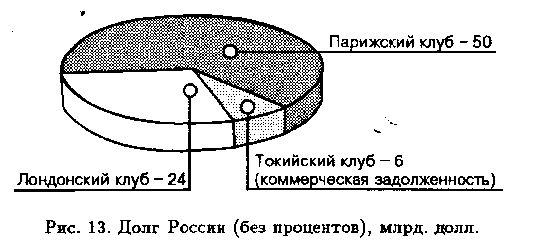 Парижский клуб – 50
Лондонский клуб – 24
Токийский клуб – 6
(коммерческая задолженность)
Рис. 13. Долг России (без процентов), млрд. долл.